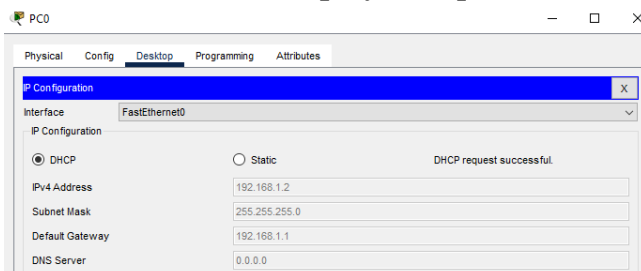 PC0
Physical Config Desktop Programming Attributes
IP Configuration X
Interface FastEthernet0
IP Configuration
DHCP Static DHCP request successful.
IPv4 Address 192.168.1.2
Subnet Mask 255.255.255.0
Default Gateway 192.168.1.1
DNS Server 0.0.0.0